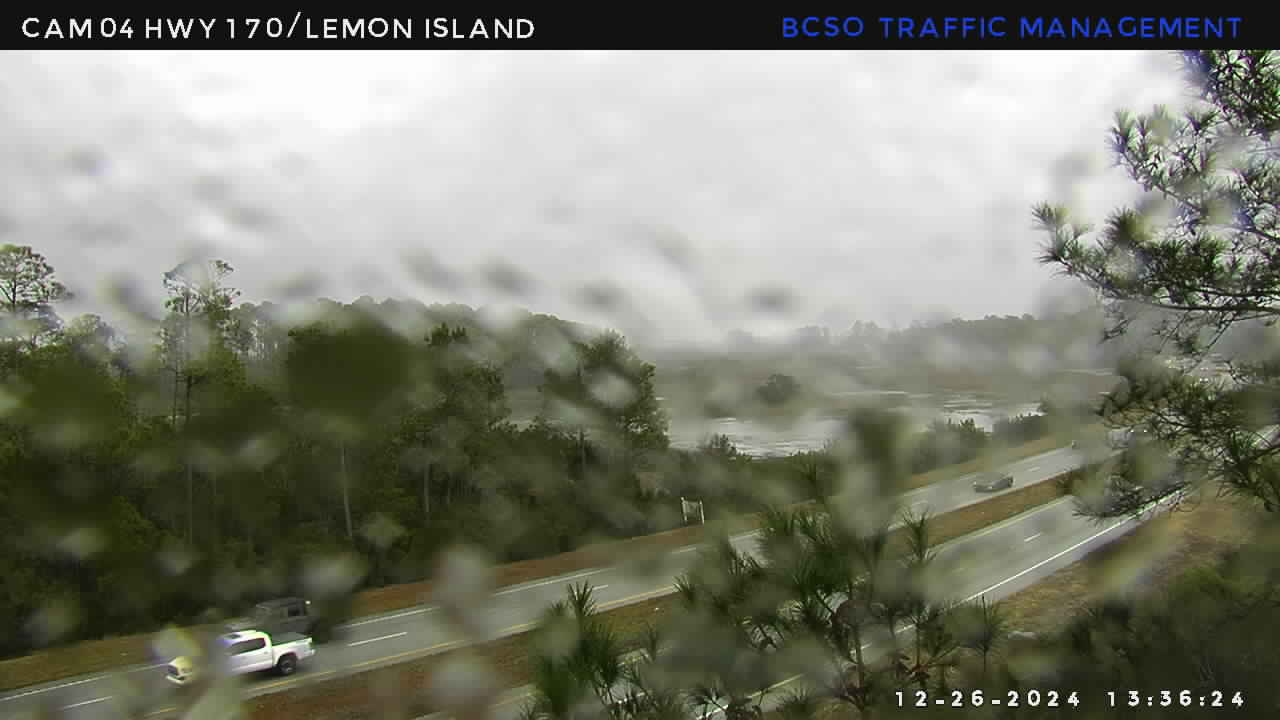 CAM04 HWY170/LEMON ISLAND
BCSO TRAFFIC MANAGEMENT
12-26-2024 13:36:24